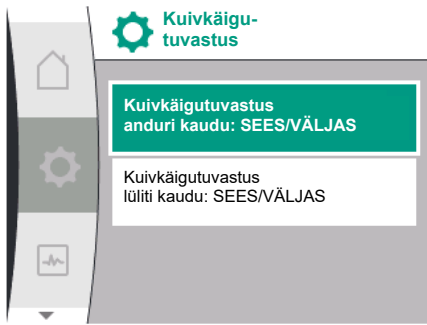 Kuivkäigu-
tuvastus
Kuivkäigutuvastus
anduri kaudu: SEES/VÄLJAS
Kuivkäigutuvastus
lüliti kaudu: SEES/VÄLJAS